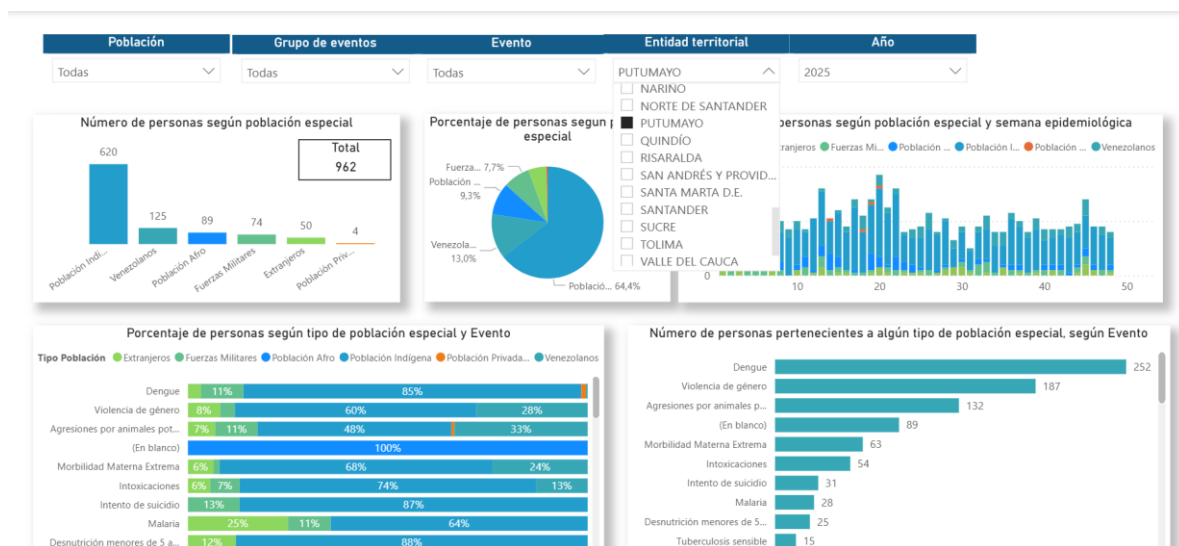 Población Grupo de eventos Evento Entidad territorial Año
Todas Todas Todas PUTUMAYO 2025
NARIÑO
NORTE DE SANTANDER
PUTUMAYO
QUINDÍO
RISARALDA
SAN ANDRÉS Y PROVID...
SANTA MARTA D.E.
SANTANDER
SUCRE
TOLIMA
VALLE DEL CAUCA
Número de personas según población especial
Total
962
620
125
89
74
50
4
Población Indí...
Venezolanos
Población Afro
Fuerzas Militares
Extranjeros
Población Priv...
Porcentaje de personas segun p
especial
Fuerza... 7,7%
Población ...
9,3%
Venezola...
13,0%
Població... 64,4%
personas según población especial y semana epidemiológica
tranjeros Fuerzas Mi... Población ... Población I... Población ... Venezolanos
0
10 20 30 40 50
Porcentaje de personas según tipo de población especial y Evento
Tipo Población Extranjeros Fuerzas Militares Población Afro Población Indígena Población Privada... Venezolanos
Dengue 11% 85%
Violencia de género 8% 60% 28%
Agresiones por animales pot... 7% 11% 48% 33%
(En blanco) 100%
Morbilidad Materna Extrema 6% 68% 24%
Intoxicaciones 6% 7% 74% 13%
Intento de suicidio 13% 87%
Malaria 25% 11% 64%
Desnutrición menores de 5 a... 12% 88%
Número de personas pertenecientes a algún tipo de población especial, según Evento
Dengue 252
Violencia de género 187
Agresiones por animales p... 132
(En blanco) 89
Morbilidad Materna Extrema 63
Intoxicaciones 54
Intento de suicidio 31
Malaria 28
Desnutrición menores de 5... 25
Tuberculosis sensible 15